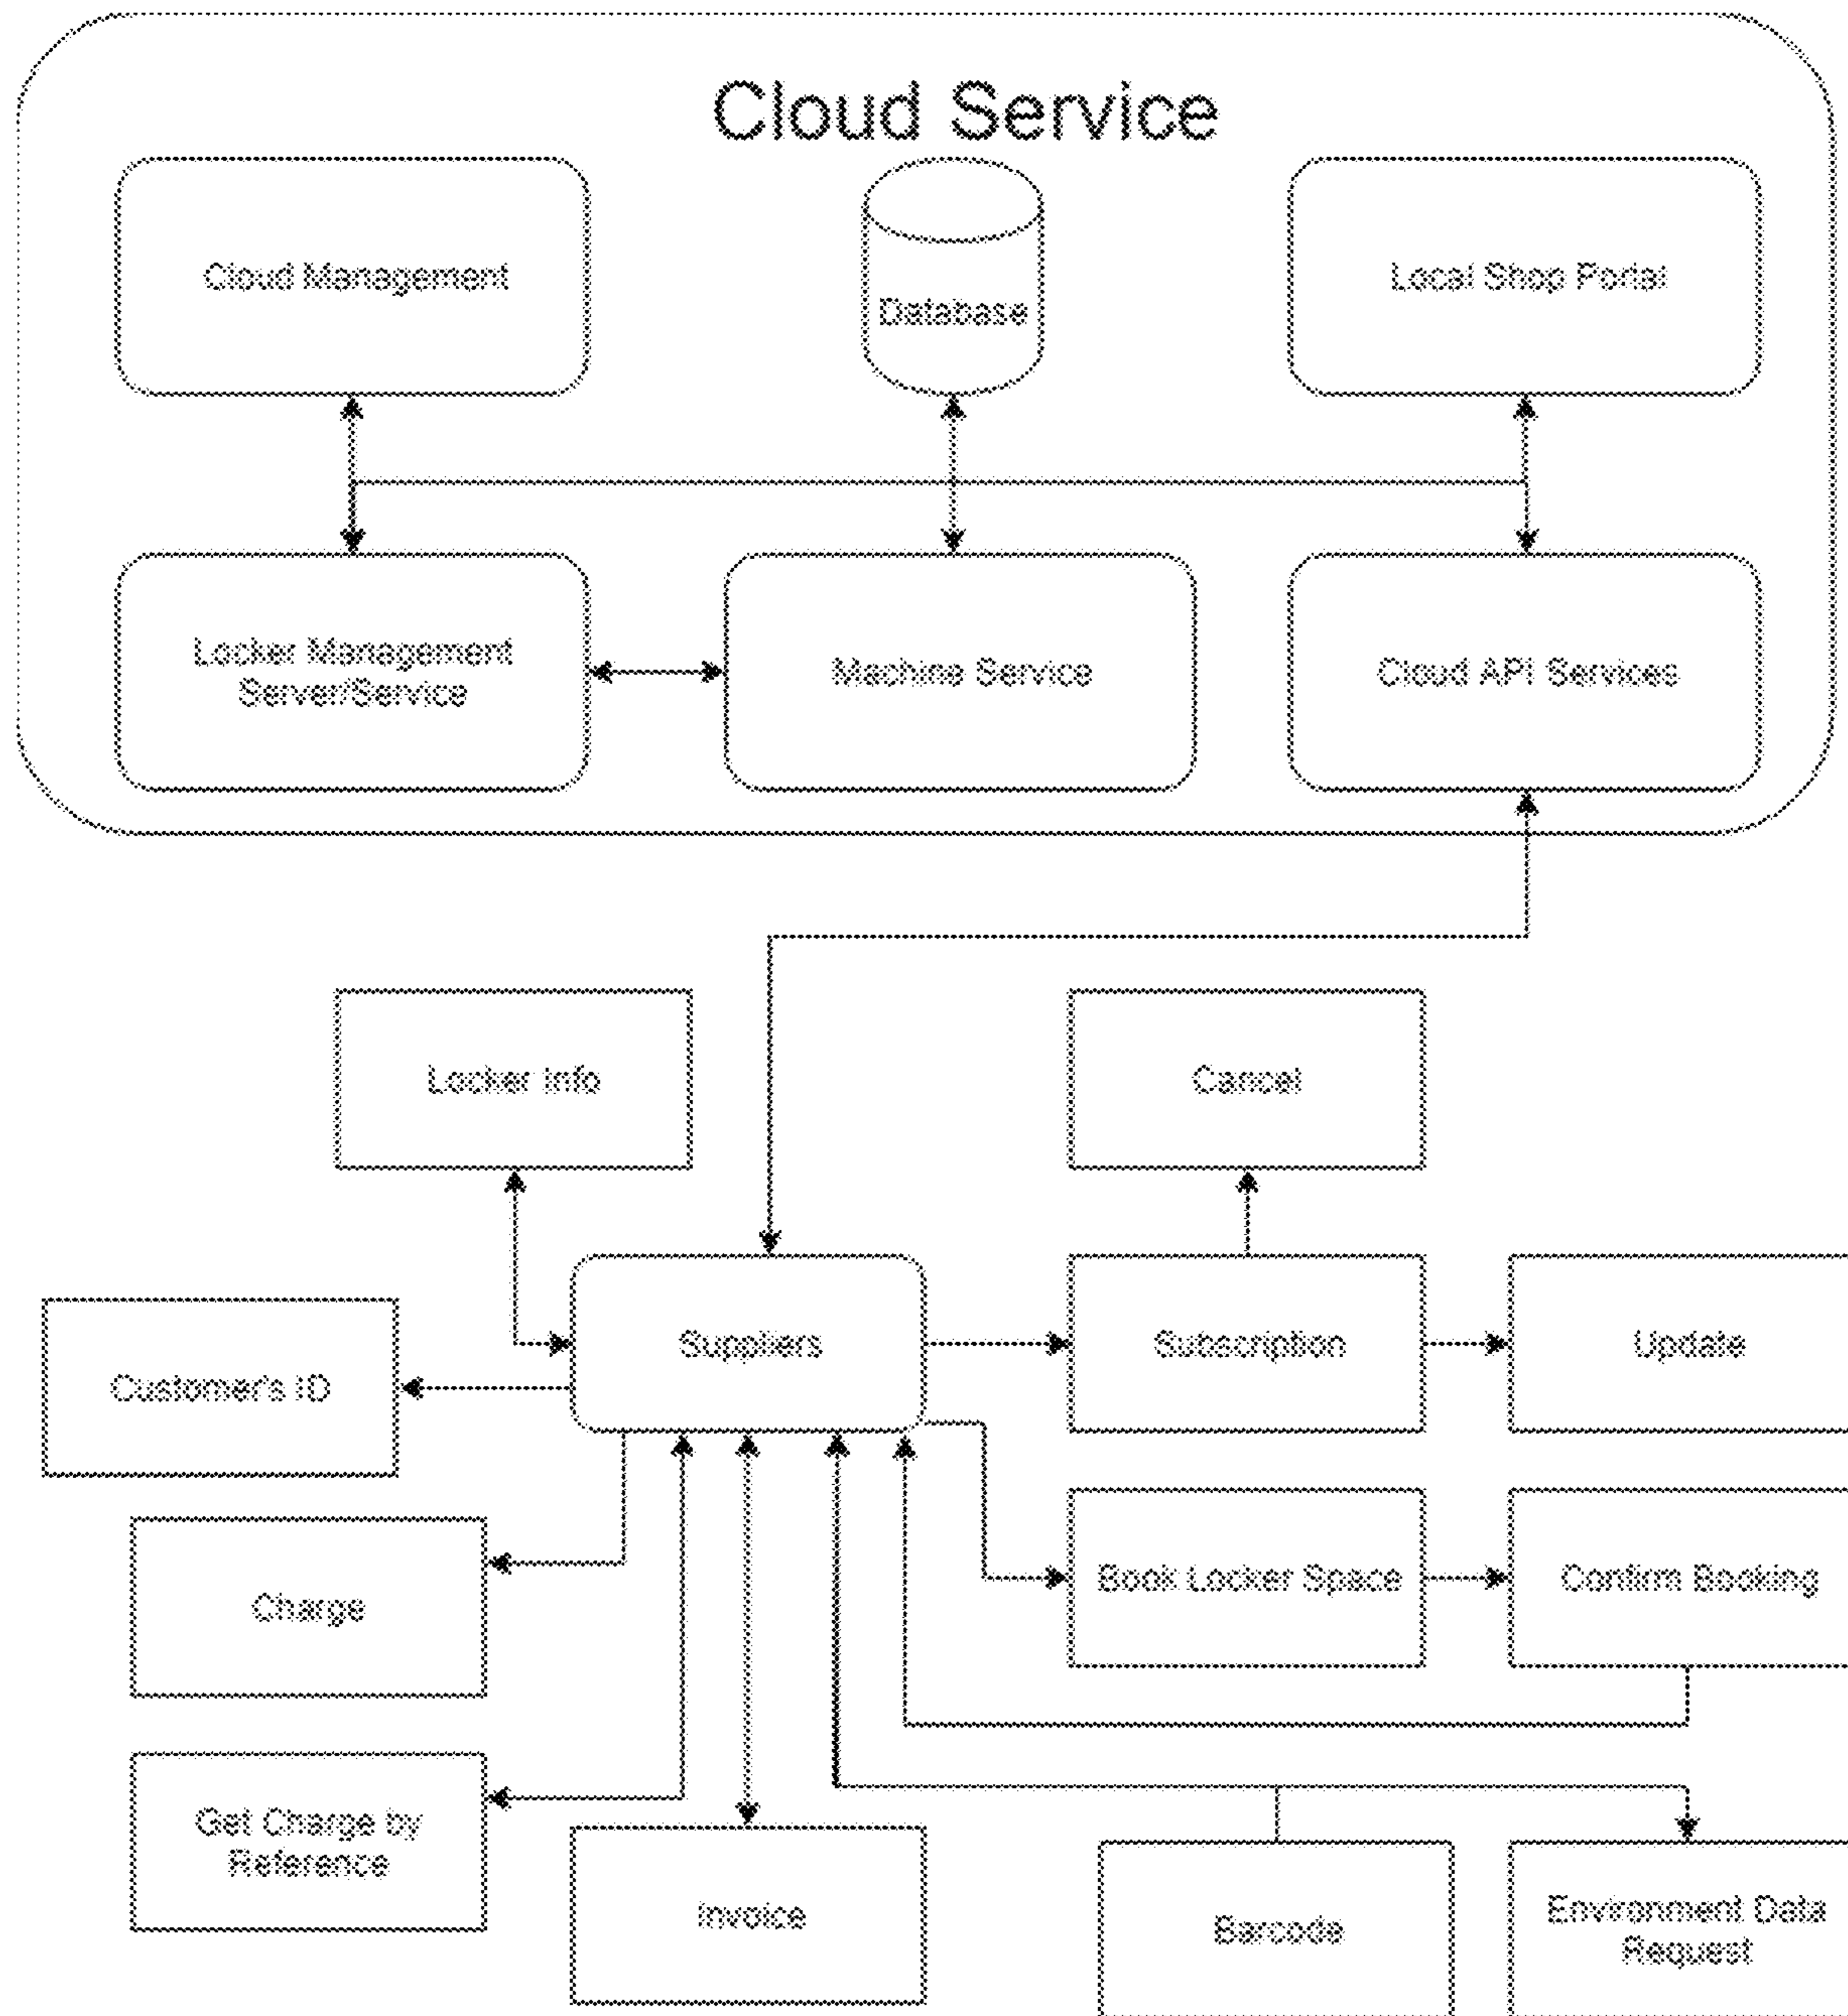 Cloud Service
Cloud Management
Database
Local Shop Portal
Locker Management
Server/Service
Machine Service
Cloud API Services
Locker Info
Cancel
Customer's ID
Suppliers
Subscription
Update
Charge
Book Locker Space
Confirm Booking
Get Charge by
Reference
Invoice
Barcode
Environment Data
Request